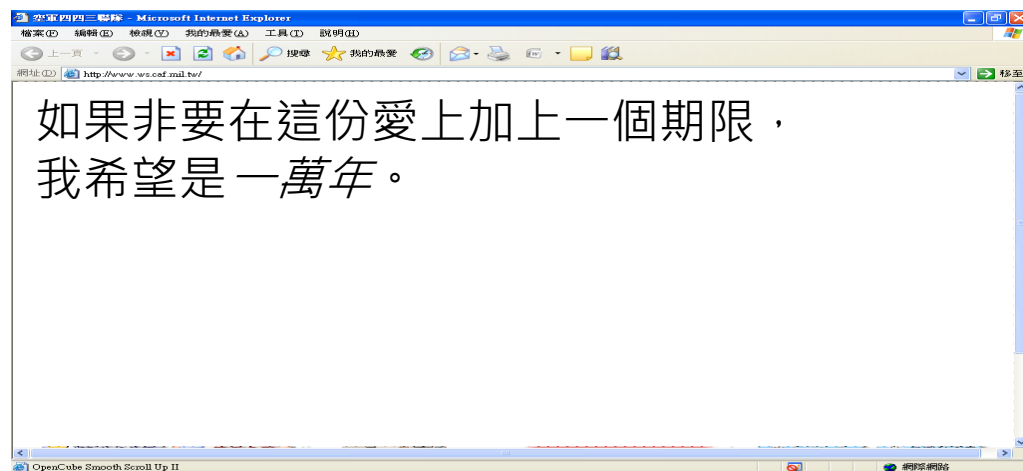 空軍四四三聯隊 - Microsoft Internet Explorer
檔案(F) 編輯(E) 檢視(V) 我的最愛(A) 工具(T) 說明(H)
上一頁 搜尋 我的最愛
網址(D) http://www.ws.caf.mil.tw/ 移至
如果非要在這份愛上加上一個期限，
我希望是一萬年。
OpenCube Smooth Scroll Up II 網際網路